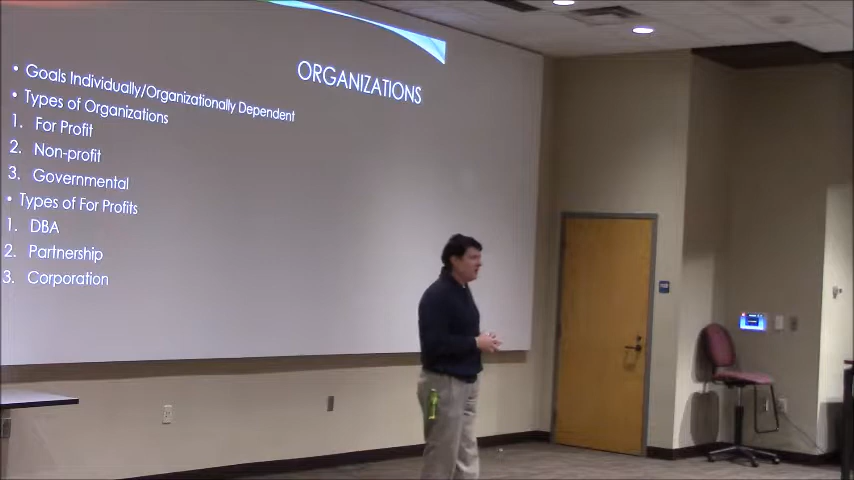 ORGANIZATIONS
• Goals Individually/Organizationally Dependent
• Types of Organizations
1. For Profit
2. Non-profit
3. Governmental
• Types of For Profits
1. DBA
2. Partnership
3. Corporation